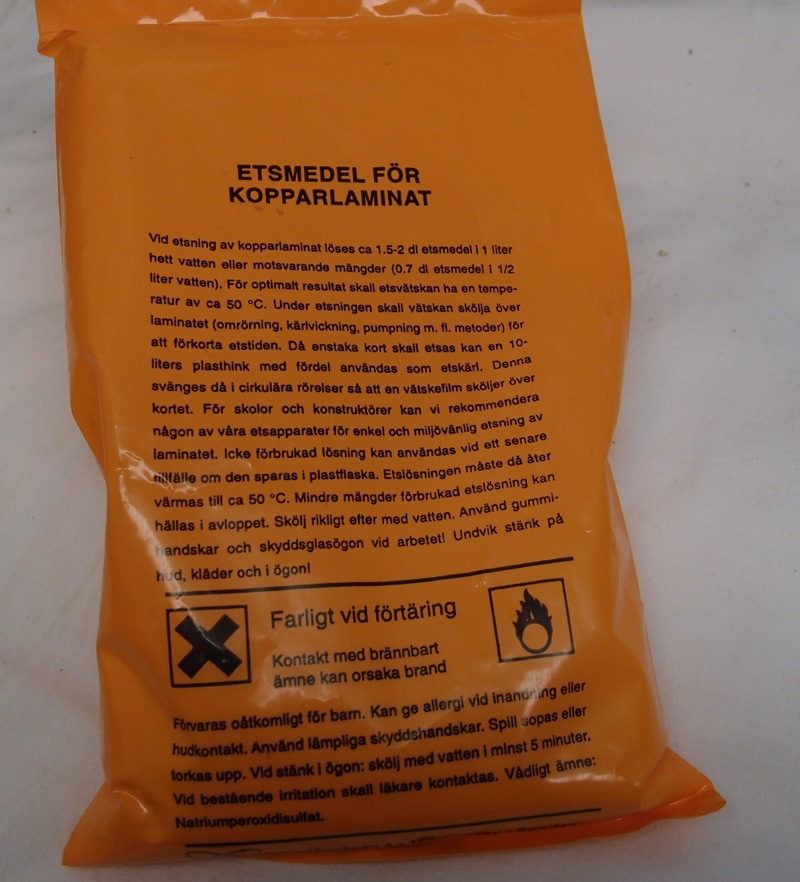 ETSMEDEL FÖR
KOPPARLAMINAT
Vid etsning av kopparlaminat löses ca 1.5-2 dl etsmedel i 1 liter
hett vatten eller motsvarande mängder (0.7 dl etsmedel i 1/2
liter vatten). För optimalt resultat skall etsvätskan ha en tempe-
ratur av ca 50 °C. Under etsningen skall vätskan skölja över
laminatet (omrörning, kärlvickning, pumpning m. fl. metoder) för
att förkorta etstiden. Då enstaka kort skall etsas kan en 10-
liters plasthink med fördel användas som etskärl. Denna
svänges då i cirkulära rörelser så att en vätskefilm sköljer över
kortet. För skolor och konstruktörer kan vi rekommendera
någon av våra etsapparater för enkel och miljövänlig etsning av
laminatet. Icke förbrukad lösning kan användas vid ett senare
tillfälle om den sparas i plastflaska. Etslösningen måste då åter
värmas till ca 50 °C. Mindre mängder förbrukad etslösning kan
hällas i avloppet. Skölj rikligt efter med vatten. Använd gummi-
handskar och skyddsglasögon vid arbetet! Undvik stänk på
hud, kläder och i ögon!
Farligt vid förtäring
Kontakt med brännbart
ämne kan orsaka brand
Förvaras oåtkomligt för barn. Kan ge allergi vid inandning eller
hudkontakt. Använd lämpliga skyddshandskar. Spill sopas eller
torkas upp. Vid stänk i ögon: skölj med vatten i minst 5 minuter.
Vid bestående irritation skall läkare kontaktas. Vådligt ämne:
Natriumperoxidisulfat.